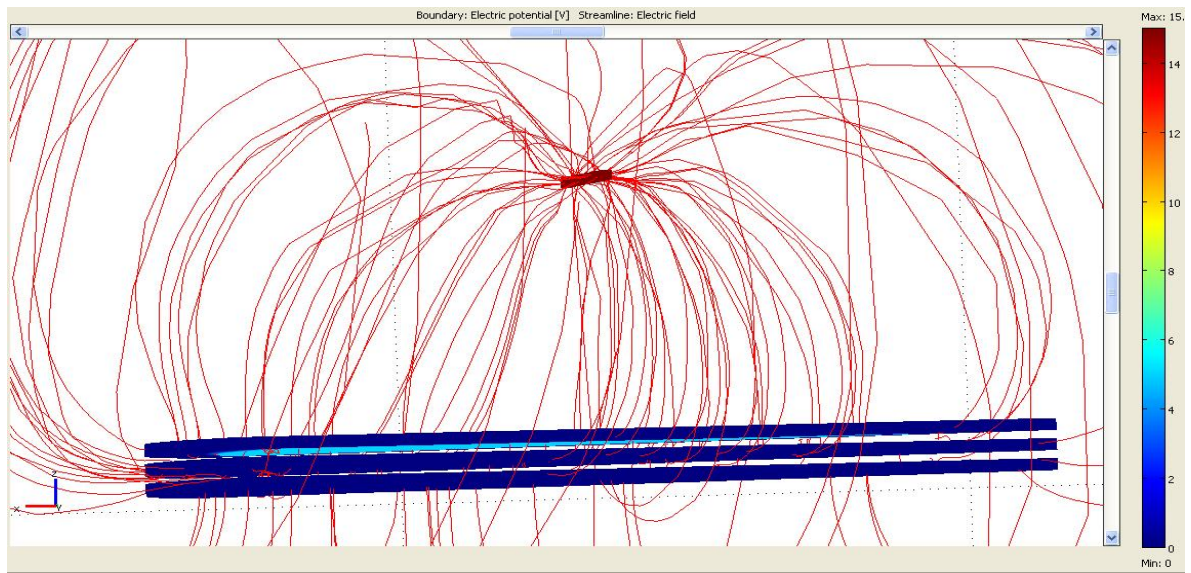 Boundary: Electric potential [V]   Streamline: Electric field
Max: 15.
14
12
10
8
6
4
2
0
Min: 0
z
x
y